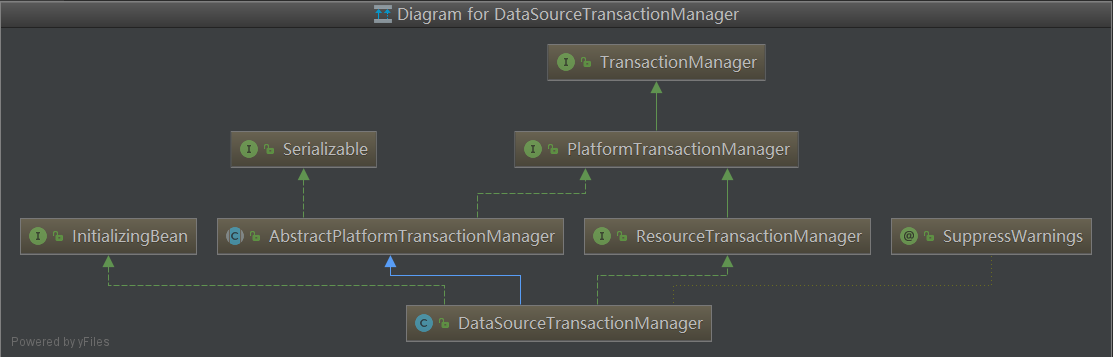 Diagram for DataSourceTransactionManager
I TransactionManager
I Serializable
I PlatformTransactionManager
I InitializingBean
C AbstractPlatformTransactionManager
I ResourceTransactionManager
@ SuppressWarnings
C DataSourceTransactionManager
Powered by yFiles